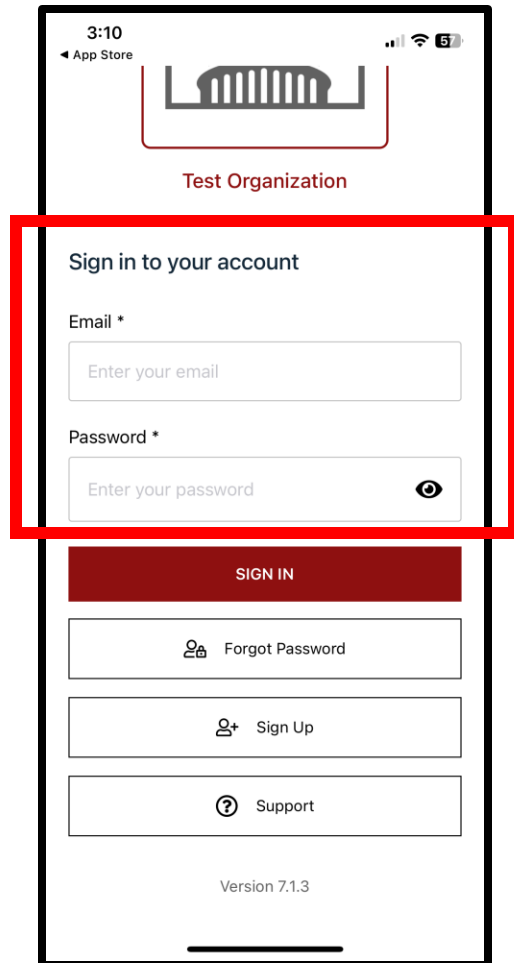 3:10
57
◀ App Store
Test Organization
Sign in to your account
Email *
Enter your email
Password *
Enter your password
SIGN IN
Forgot Password
Sign Up
Support
Version 7.1.3